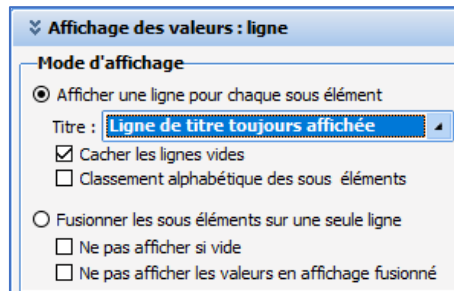 Affichage des valeurs : ligne
Mode d'affichage
Afficher une ligne pour chaque sous élément
Titre : Ligne de titre toujours affichée
Cacher les lignes vides
Classement alphabétique des sous éléments
Fusionner les sous éléments sur une seule ligne
Ne pas afficher si vide
Ne pas afficher les valeurs en affichage fusionné